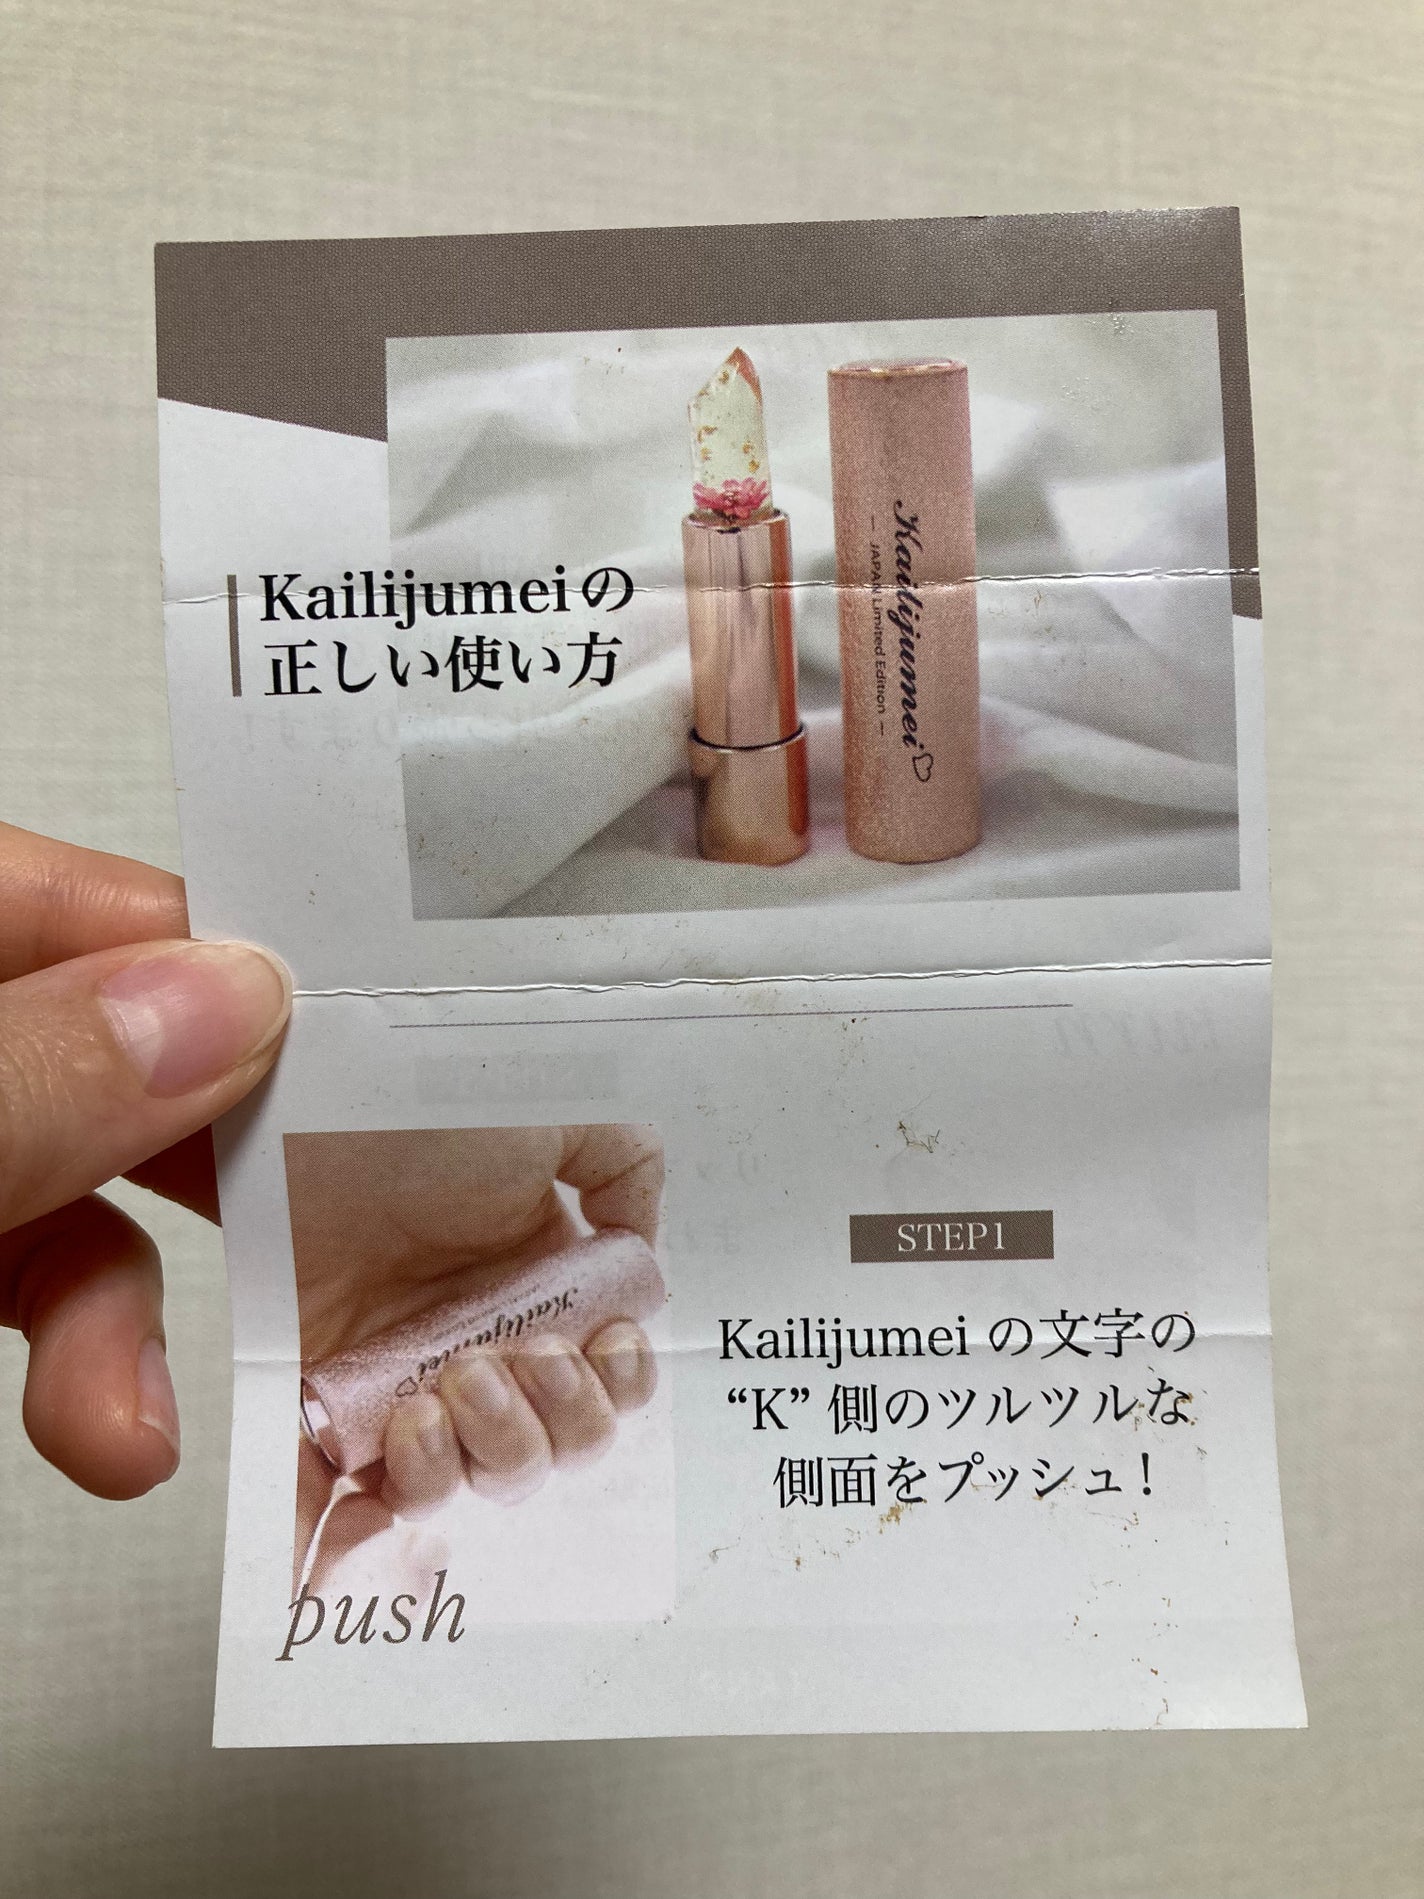 Kailijumeiの
正しい使い方
Kailijumei♡
— JAPAN Limited Edition —
STEP1
Kailijumei の文字の
“K” 側のツルツルな
側面をプッシュ！
Kailijumei♡
push